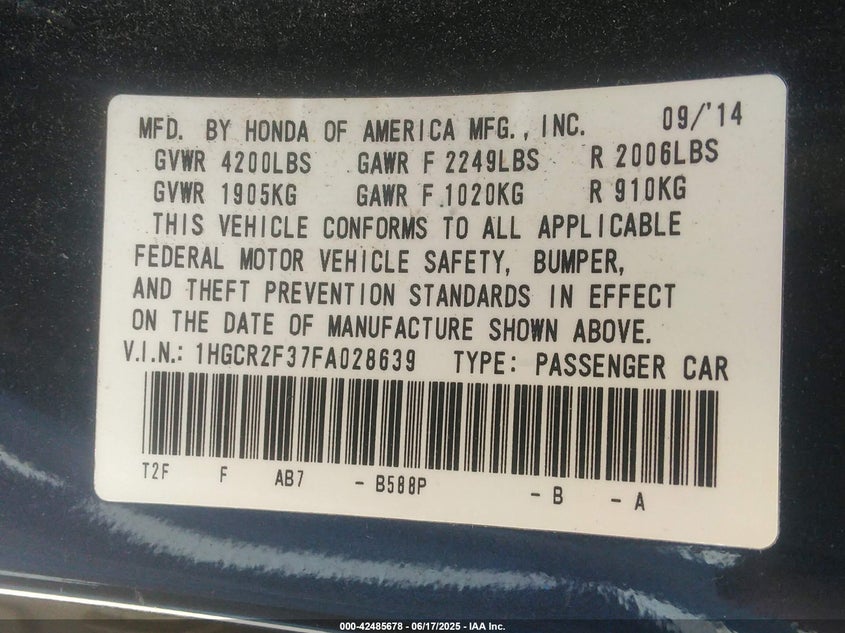 MFD. BY HONDA OF AMERICA MFG., INC. 09/'14
GVWR 4200LBS GAWR F 2249LBS R 2006LBS
GVWR 1905KG GAWR F 1020KG R 910KG
THIS VEHICLE CONFORMS TO ALL APPLICABLE
FEDERAL MOTOR VEHICLE SAFETY, BUMPER,
AND THEFT PREVENTION STANDARDS IN EFFECT
ON THE DATE OF MANUFACTURE SHOWN ABOVE.
V.I.N.: 1HGCR2F37FA028639 TYPE: PASSENGER CAR
T2F F AB7 - B588P - B - A
000-42485678 - 06/17/2025 - IAA Inc.